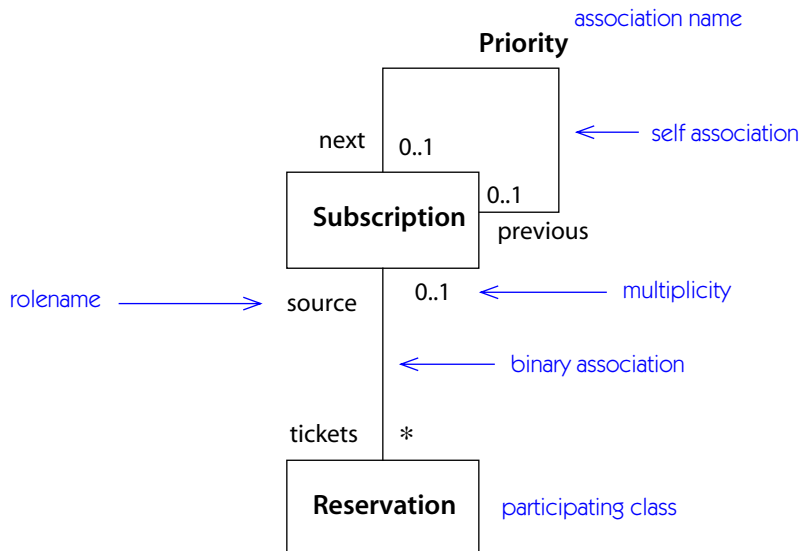 association name
Priority
next
0..1
self association
0..1
Subscription
previous
rolename
source
0..1
multiplicity
binary association
tickets
*
Reservation
participating class